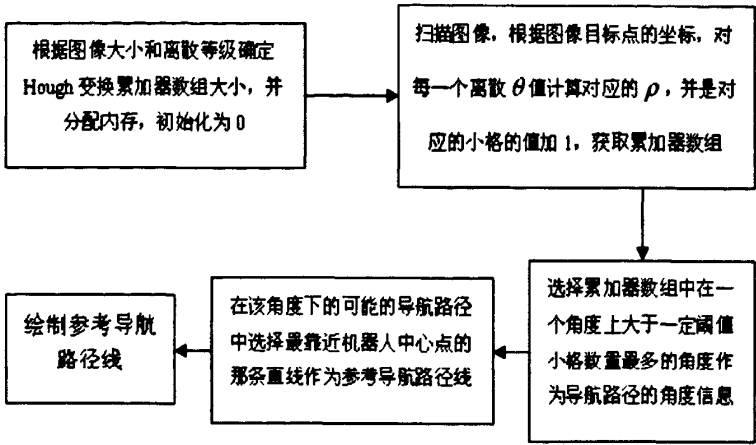 根据图像大小和离散等级确定
Hough 变换累加器数组大小，并
分配内存，初始化为 0
扫描图像，根据图像目标点的坐标，对
每一个离散 θ 值计算对应的 ρ，并是对
应的小格的值加 1，获取累加器数组
选择累加器数组中在一
个角度上大于一定阈值
小格数量最多的角度作
为导航路径的角度信息
在该角度下的可能的导航路径
中选择最靠近机器人中心点的
那条直线作为参考导航路径线
绘制参考导航
路径线